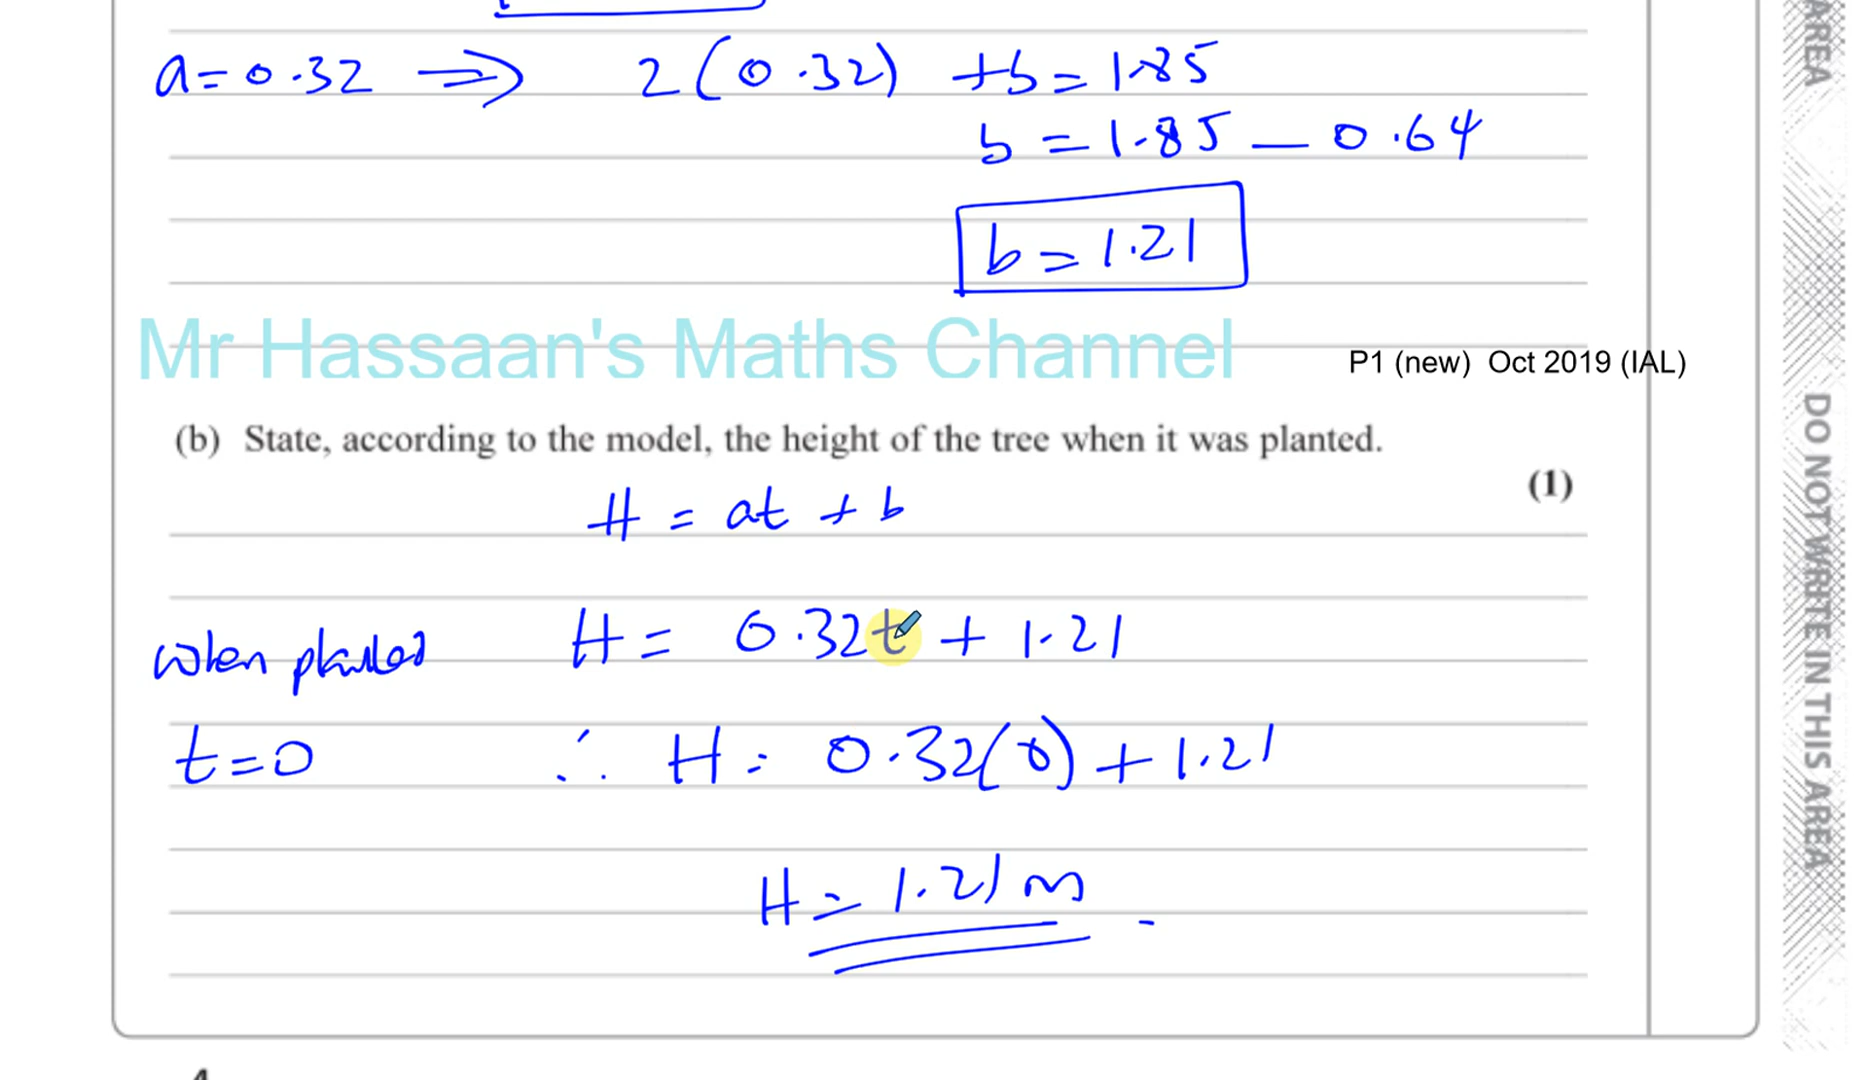 a = 0.32 ⇒ 2(0.32) + b = 1.85
b = 1.85 — 0.64
b = 1.21
Mr Hassaan's Maths Channel
P1 (new) Oct 2019 (IAL)
(b) State, according to the model, the height of the tree when it was planted.
(1)
H = at + b
when planted H = 0.32t + 1.21
t = 0 ∴ H = 0.32(0) + 1.21
H = 1.21 m
AREA
DO NOT WRITE IN THIS AREA